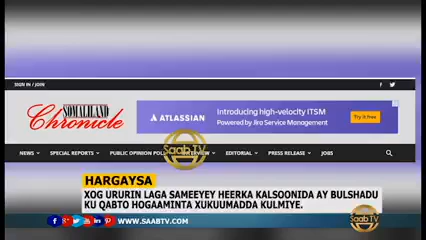 SIGN IN / JOIN
SOMALILAND
Chronicle
ATLASSIAN
Introducing high-velocity ITSM
Powered by Jira Service Management
Try it free
NEWS
SPECIAL REPORTS
PUBLIC OPINION
INTERVIEW
EDITORIAL
PRESS RELEASE
JOBS
Saab TV
HARGAYSA
XOG URURIN LAGA SAMEEYEY HEERKA KALSOONIDA AY BULSHADU
KU QABTO HOGAAMINTA XUKUUMADDA KULMIYE.
WWW.SAABTV.COM
Saab TV